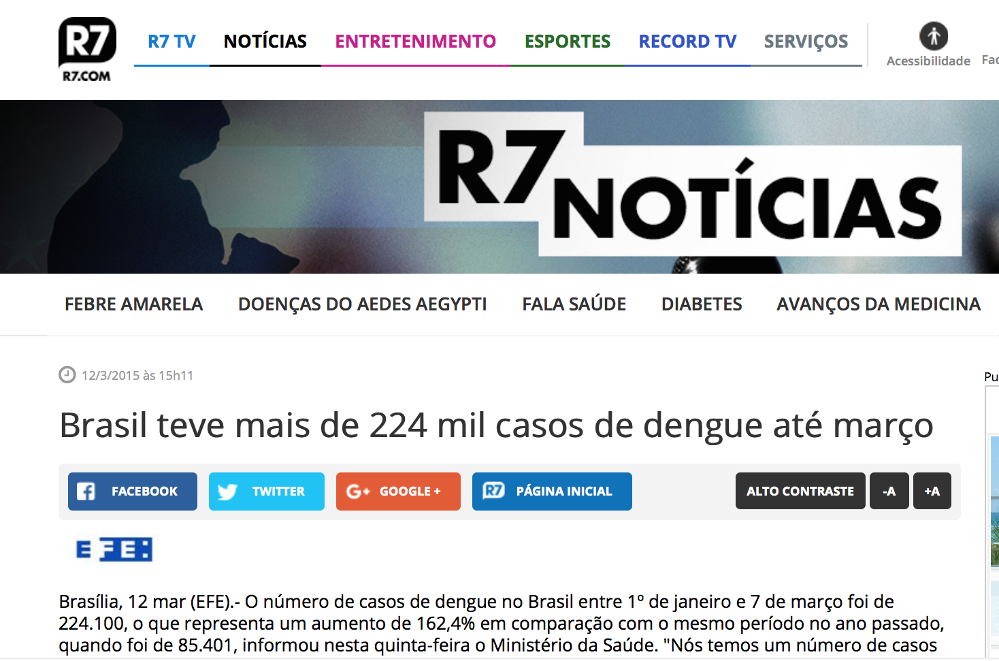 R7
R7.COM
R7 TV
NOTÍCIAS
ENTRETENIMENTO
ESPORTES
RECORD TV
SERVIÇOS
Acessibilidade
Fac
R7
NOTÍCIAS
FEBRE AMARELA
DOENÇAS DO AEDES AEGYPTI
FALA SAÚDE
DIABETES
AVANÇOS DA MEDICINA
12/3/2015 às 15h11
Pu
Brasil teve mais de 224 mil casos de dengue até março
FACEBOOK
TWITTER
G+ GOOGLE +
R7 PÁGINA INICIAL
ALTO CONTRASTE
-A
+A
EFE:
Brasília, 12 mar (EFE).- O número de casos de dengue no Brasil entre 1º de janeiro e 7 de março foi de
224.100, o que representa um aumento de 162,4% em comparação com o mesmo período no ano passado,
quando foi de 85.401, informou nesta quinta-feira o Ministério da Saúde. "Nós temos um número de casos